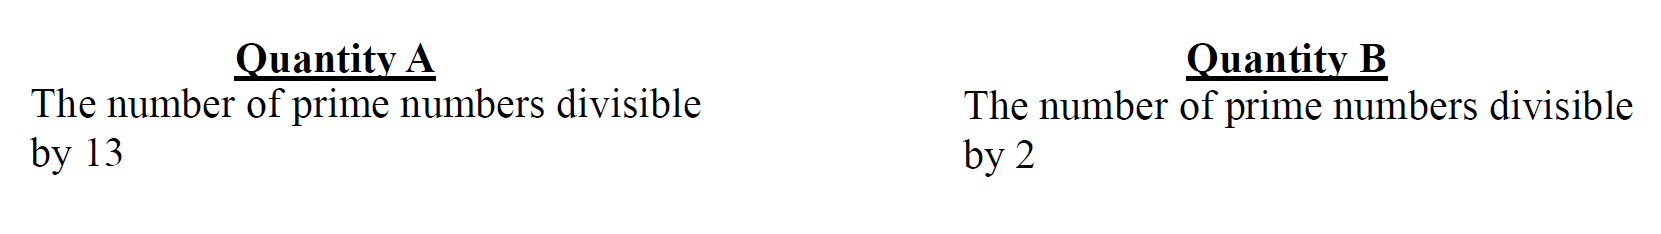 Quantity A
The number of prime numbers divisible
by 13
Quantity B
The number of prime numbers divisible
by 2